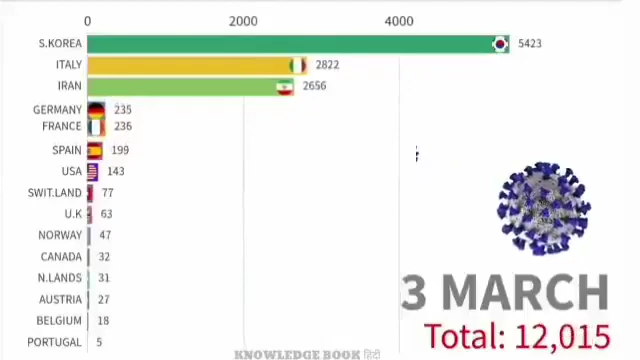 0 2000 4000
S.KOREA 5423
ITALY 2822
IRAN 2656
GERMANY 235
FRANCE 236
SPAIN 199
USA 143
SWIT.LAND 77
U.K 63
NORWAY 47
CANADA 32
N.LANDS 31
AUSTRIA 27
BELGIUM 18
PORTUGAL 5
3 MARCH
Total: 12,015
KNOWLEDGE BOOK हिंदी